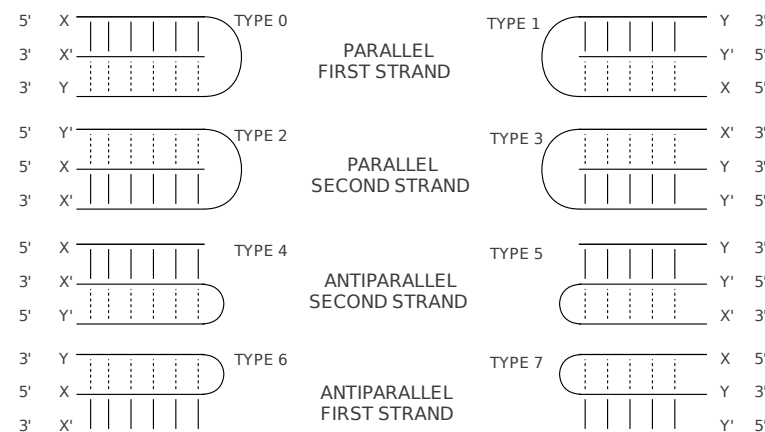 5' X TYPE 0 TYPE 1 Y 3'
3' X' PARALLEL Y' 5'
FIRST STRAND
3' Y X 5'
5' Y' TYPE 2 TYPE 3 X' 3'
5' X PARALLEL Y 3'
SECOND STRAND
3' X' Y' 5'
5' X TYPE 4 TYPE 5 Y 3'
3' X' ANTIPARALLEL Y' 5'
SECOND STRAND
5' Y' X' 3'
3' Y TYPE 6 TYPE 7 X 5'
5' X ANTIPARALLEL Y 3'
FIRST STRAND
3' X' Y' 5'